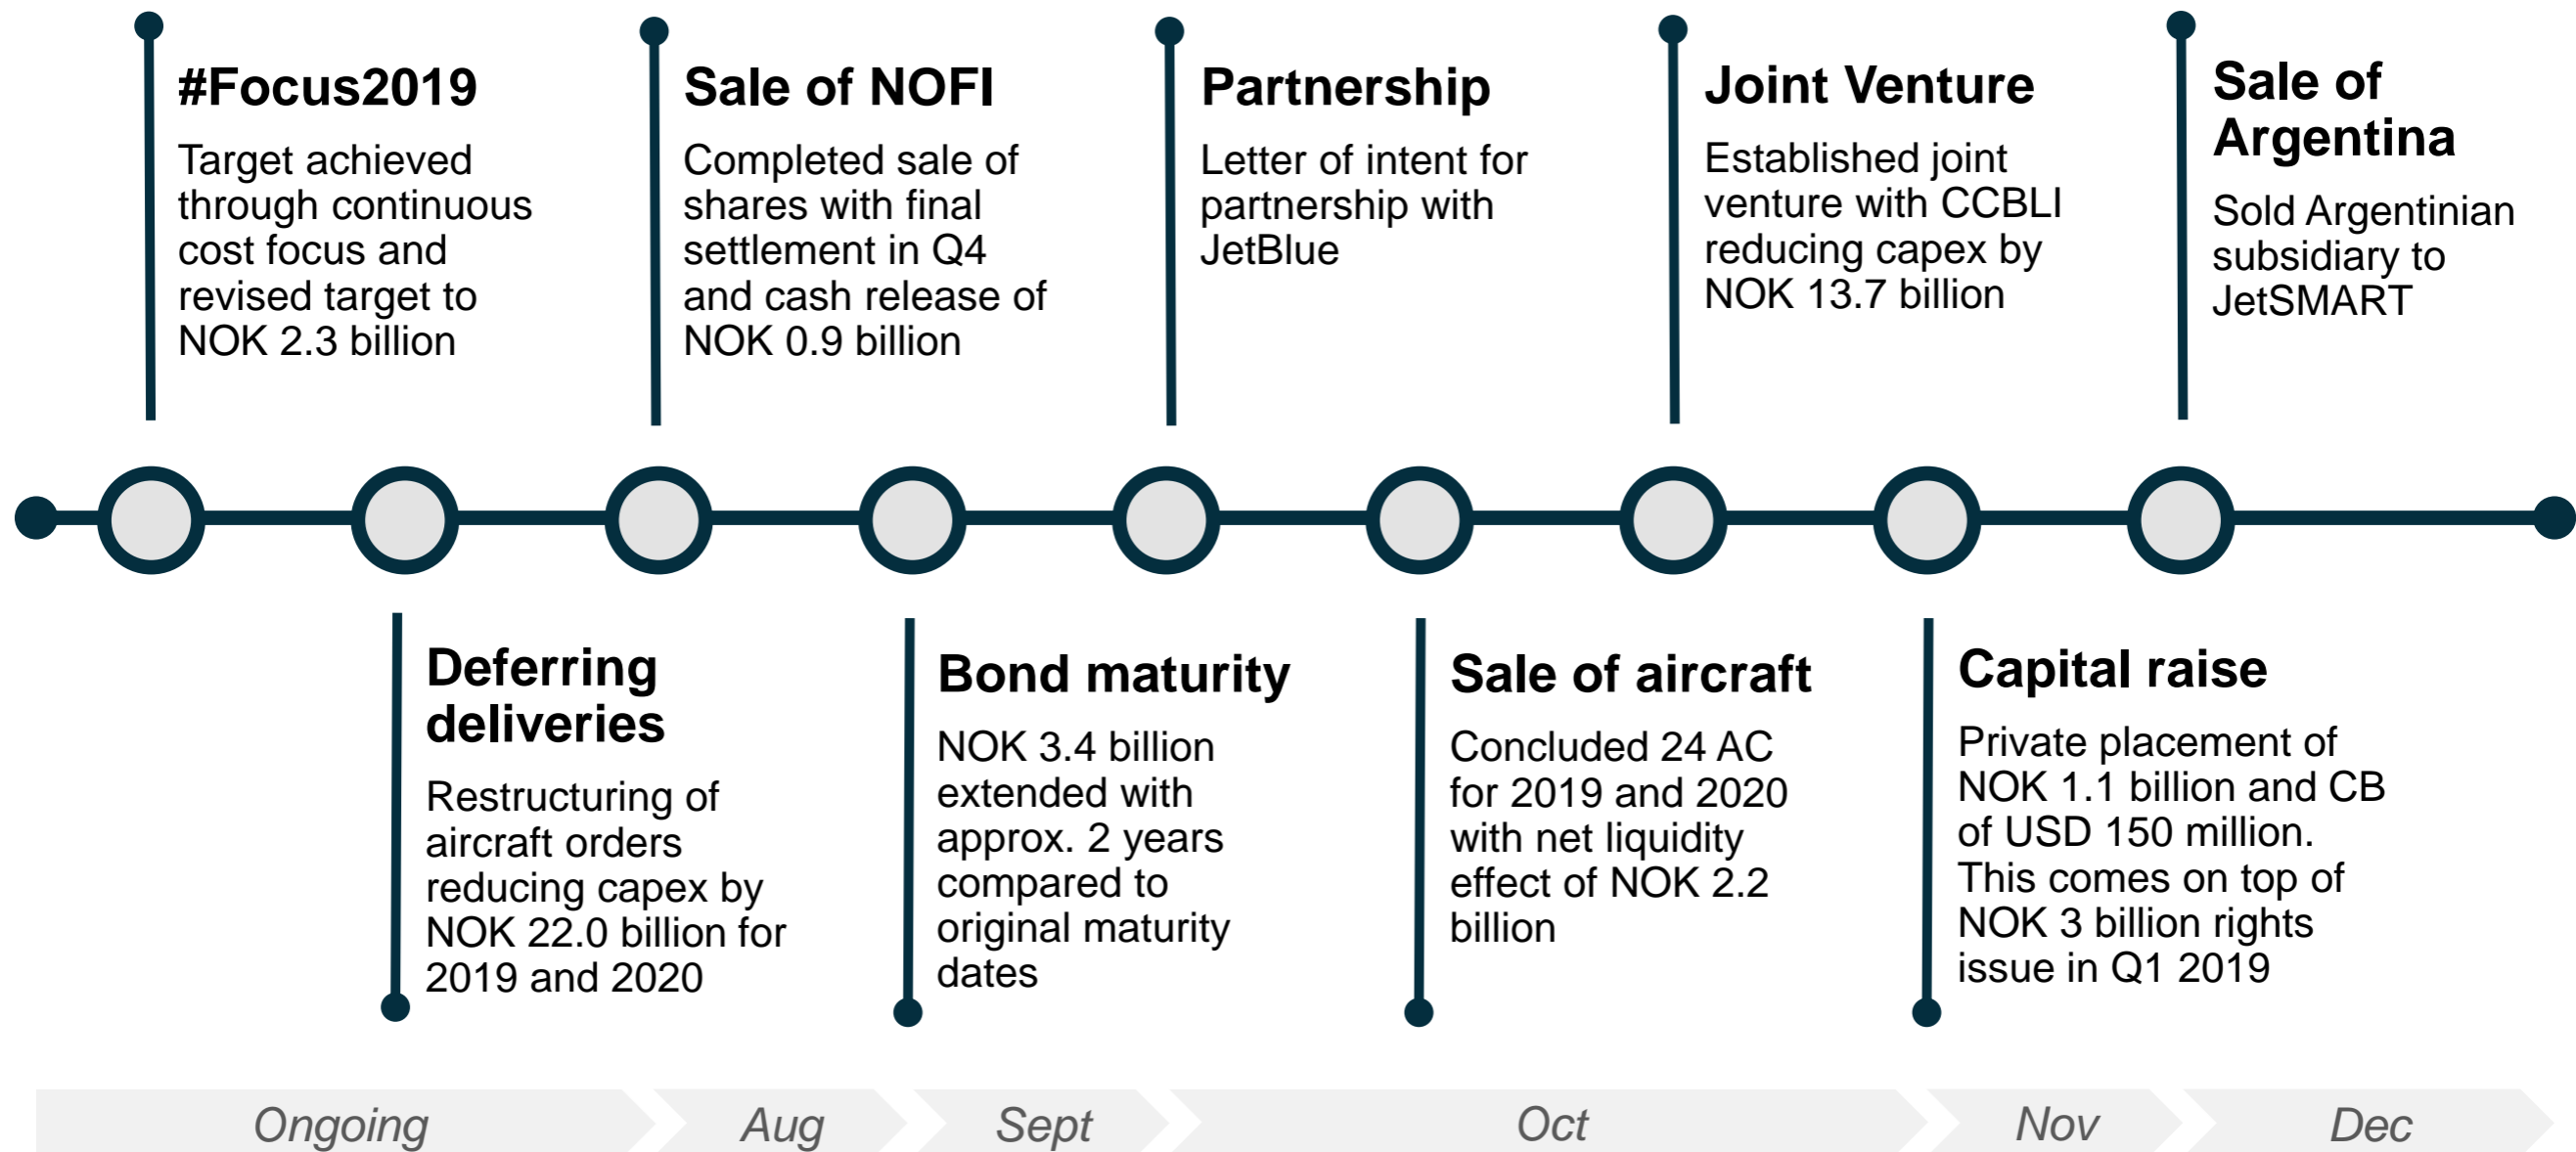 #Focus2019
Target achieved
through continuous
cost focus and
revised target to
NOK 2.3 billion
Sale of NOFI
Completed sale of
shares with final
settlement in Q4
and cash release of
NOK 0.9 billion
Partnership
Letter of intent for
partnership with
JetBlue
Joint Venture
Established joint
venture with CCBLI
reducing capex by
NOK 13.7 billion
Sale of
Argentina
Sold Argentinian
subsidiary to
JetSMART
Deferring
deliveries
Restructuring of
aircraft orders
reducing capex by
NOK 22.0 billion for
2019 and 2020
Bond maturity
NOK 3.4 billion
extended with
approx. 2 years
compared to
original maturity
dates
Sale of aircraft
Concluded 24 AC
for 2019 and 2020
with net liquidity
effect of NOK 2.2
billion
Capital raise
Private placement of
NOK 1.1 billion and CB
of USD 150 million.
This comes on top of
NOK 3 billion rights
issue in Q1 2019
Ongoing
Aug
Sept
Oct
Nov
Dec